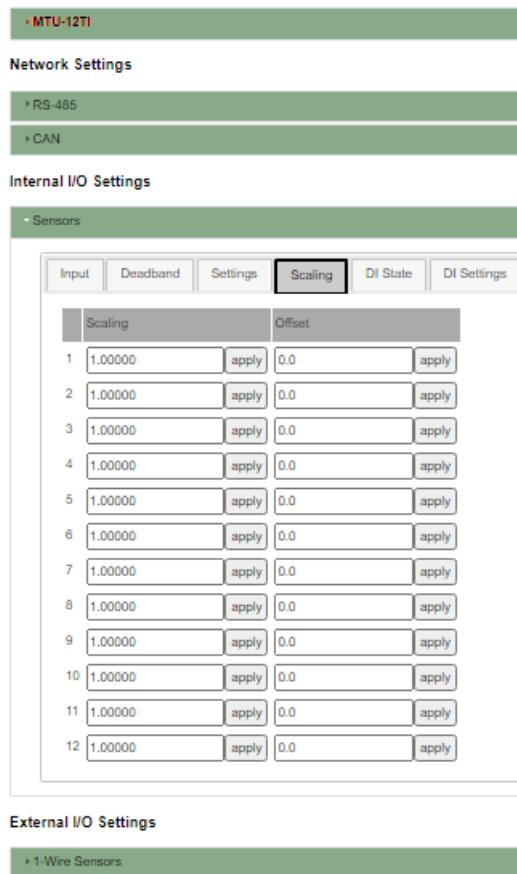 MTU-12TI
Network Settings
RS-485
CAN
Internal I/O Settings
Sensors
Input Deadband Settings Scaling DI State DI Settings
Scaling Offset
1 1.00000 apply 0.0 apply
2 1.00000 apply 0.0 apply
3 1.00000 apply 0.0 apply
4 1.00000 apply 0.0 apply
5 1.00000 apply 0.0 apply
6 1.00000 apply 0.0 apply
7 1.00000 apply 0.0 apply
8 1.00000 apply 0.0 apply
9 1.00000 apply 0.0 apply
10 1.00000 apply 0.0 apply
11 1.00000 apply 0.0 apply
12 1.00000 apply 0.0 apply
External I/O Settings
1-Wire Sensors